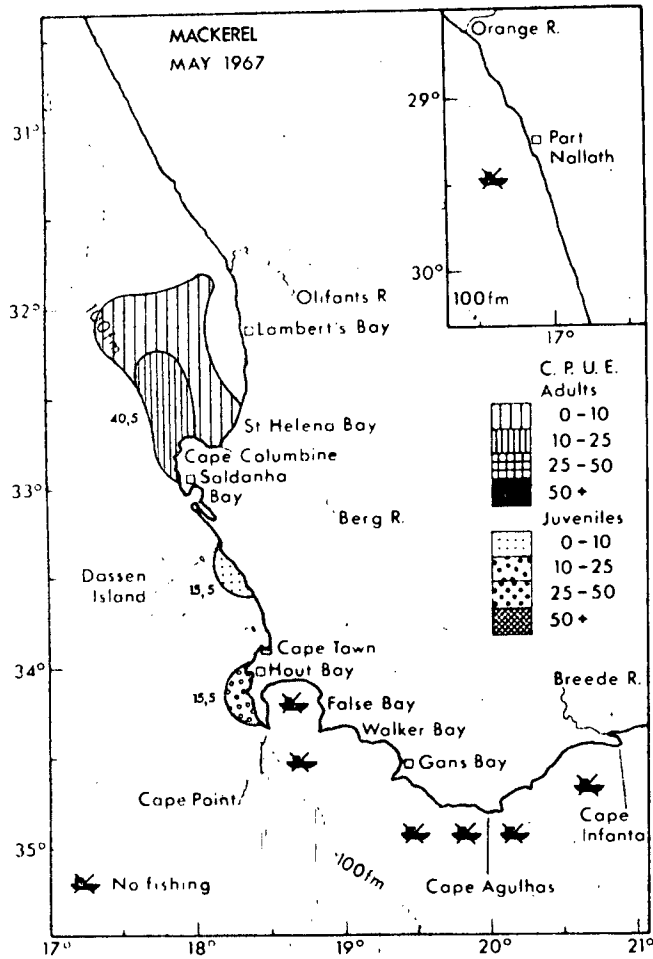 MACKEREL
MAY 1967
Orange R.
29°
Part
Nallath
30°
100fm
17°
31°
32°
33°
34°
35°
100fm
Olifants R
Lambert's Bay
40,5
St Helena Bay
Cape Columbine
Saldanha
Bay
Berg R.
Dassen
Island
15,5
Cape Town
Hout Bay
15,5
False Bay
Walker Bay
Gans Bay
Breede R.
Cape Point
100fm
Cape Agulhas
Cape
Infanta
C. P. U. E.
Adults
0-10
10-25
25-50
50+
Juveniles
0-10
10-25
25-50
50+
No fishing
17°
18°
19°
20°
21°